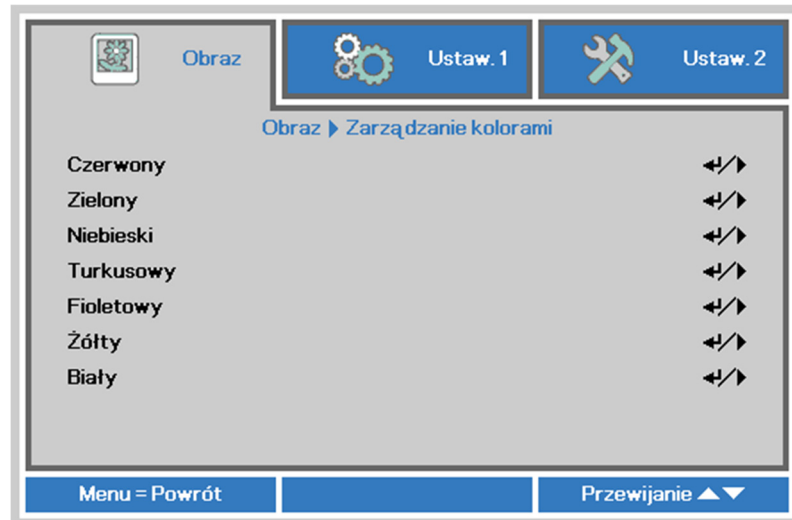 Obraz
Ustaw. 1
Ustaw. 2
Obraz ▶ Zarządzanie kolorami
Czerwony ↵/▶
Zielony ↵/▶
Niebieski ↵/▶
Turkusowy ↵/▶
Fioletowy ↵/▶
Żółty ↵/▶
Biały ↵/▶
Menu = Powrót
Przewijanie ▲▼